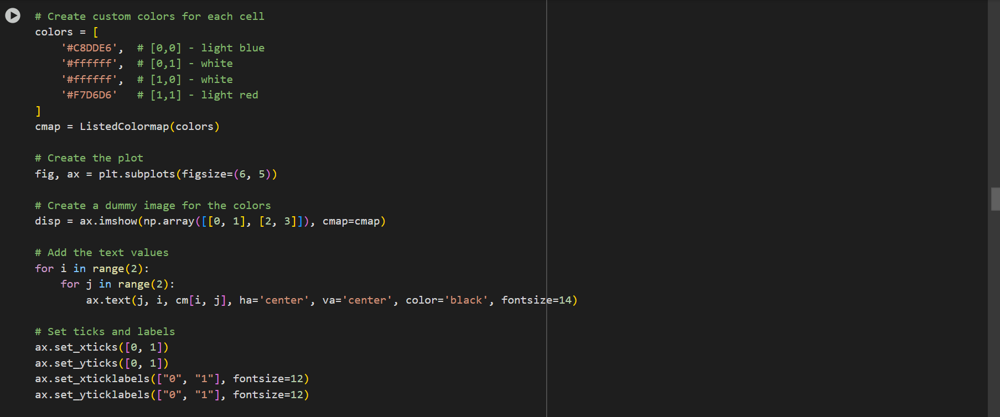 # Create custom colors for each cell
colors = [
    '#C8DDE6',  # [0,0] - light blue
    '#ffffff',  # [0,1] - white
    '#ffffff',  # [1,0] - white
    '#F7D6D6'   # [1,1] - light red
]
cmap = ListedColormap(colors)

# Create the plot
fig, ax = plt.subplots(figsize=(6, 5))

# Create a dummy image for the colors
disp = ax.imshow(np.array([[0, 1], [2, 3]]), cmap=cmap)

# Add the text values
for i in range(2):
    for j in range(2):
        ax.text(j, i, cm[i, j], ha='center', va='center', color='black', fontsize=14)

# Set ticks and labels
ax.set_xticks([0, 1])
ax.set_yticks([0, 1])
ax.set_xticklabels(["0", "1"], fontsize=12)
ax.set_yticklabels(["0", "1"], fontsize=12)